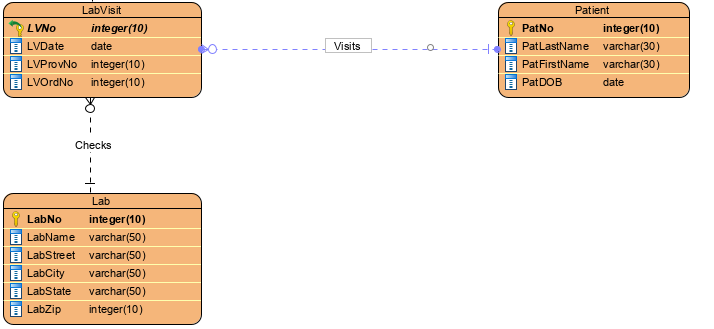 LabVisit
LVNo integer(10)
LVDate date
LVProvNo integer(10)
LVOrdNo integer(10)
Visits
Patient
PatNo integer(10)
PatLastName varchar(30)
PatFirstName varchar(30)
PatDOB date
Checks
Lab
LabNo integer(10)
LabName varchar(50)
LabStreet varchar(50)
LabCity varchar(50)
LabState varchar(50)
LabZip integer(10)